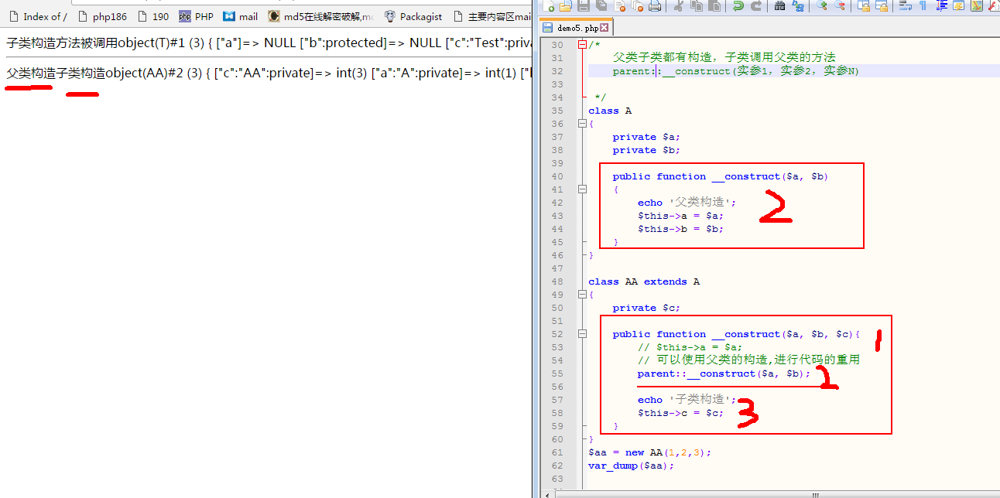 Index of /
php186
190
php PHP
mail
md5在线解密破解,m
Packagist
主要内容区mai
子类构造方法被调用object(T)#1 (3) { ["a"]=> NULL ["b":protected]=> NULL ["c":"Test":priva
父类构造子类构造object(AA)#2 (3) { ["c":"AA":private]=> int(3) ["a":"A":private]=> int(1) ["
demo5.php
30 /*
31 父类子类都有构造，子类调用父类的方法
32 parent::__construct(实参1，实参2，实参N)
33
34 */
35 class A
36 {
37 private $a;
38 private $b;
39
40 public function __construct($a, $b)
41 {
42 echo '父类构造';
43 $this->a = $a;
44 $this->b = $b;
45 }
46 }
47
48 class AA extends A
49 {
50 private $c;
51
52 public function __construct($a, $b, $c){
53 // $this->a = $a;
54 // 可以使用父类的构造,进行代码的重用
55 parent::__construct($a, $b);
56
57 echo '子类构造';
58 $this->c = $c;
59 }
60 }
61 $aa = new AA(1,2,3);
62 var_dump($aa);
63
2
1
2
3